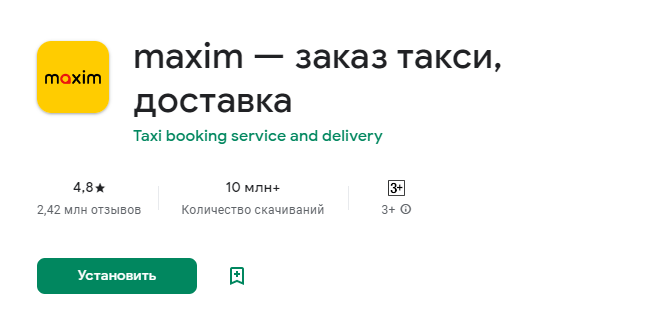 maxim
maxim — заказ такси,
доставка
Taxi booking service and delivery
4,8★
10 млн+
3+
2,42 млн отзывов
Количество скачиваний
3+
Установить